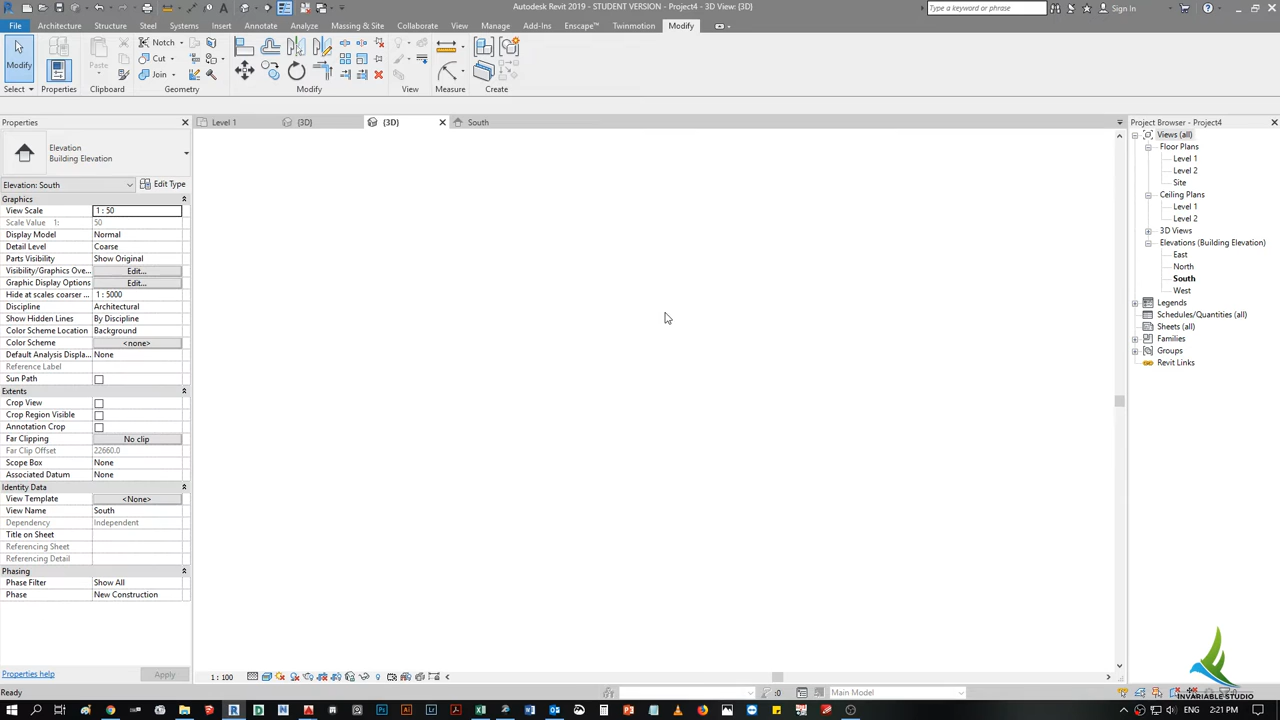 Autodesk Revit 2019 - STUDENT VERSION - Project4 - 3D View: {3D}
Type a keyword or phrase
Sign In
File Architecture Structure Steel Systems Insert Annotate Analyze Massing & Site Collaborate View Manage Add-Ins Enscape™ Twinmotion Modify
Modify
Properties
Paste
Notch
Cut
Join
Select Properties Clipboard Geometry Modify View Measure Create
Properties
Level 1 {3D} {3D} South
Project Browser - Project4
Elevation
Building Elevation
Elevation: South Edit Type
Graphics
View Scale 1 : 50
Scale Value 1: 50
Display Model Normal
Detail Level Coarse
Parts Visibility Show Original
Visibility/Graphics Ove... Edit...
Graphic Display Options Edit...
Hide at scales coarser ... 1 : 5000
Discipline Architectural
Show Hidden Lines By Discipline
Color Scheme Location Background
Color Scheme <none>
Default Analysis Displa... None
Reference Label
Sun Path
Extents
Crop View
Crop Region Visible
Annotation Crop
Far Clipping No clip
Far Clip Offset 22660.0
Scope Box None
Associated Datum None
Identity Data
View Template <None>
View Name South
Dependency Independent
Title on Sheet
Referencing Sheet
Referencing Detail
Phasing
Phase Filter Show All
Phase New Construction
Properties help Apply
Views (all)
Floor Plans
Level 1
Level 2
Site
Ceiling Plans
Level 1
Level 2
3D Views
Elevations (Building Elevation)
East
North
South
West
Legends
Schedules/Quantities (all)
Sheets (all)
Families
Groups
Revit Links
1 : 100
Ready
:0
Main Model
INVARIABLE STUDIO
ENG 2:21 PM